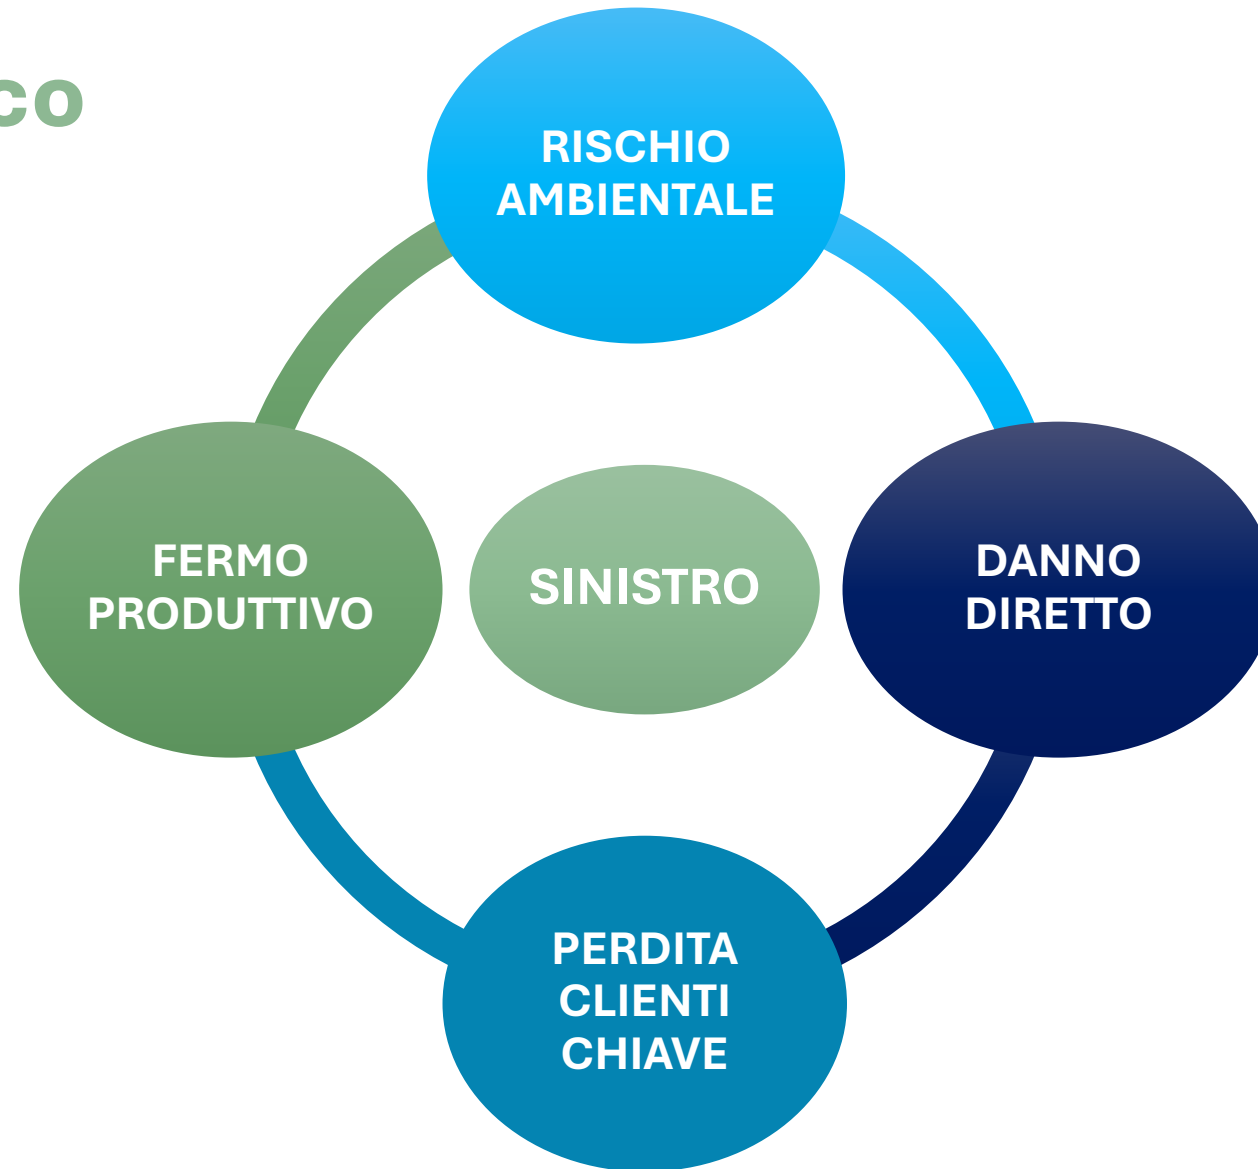 co
RISCHIO
AMBIENTALE
FERMO
PRODUTTIVO
SINISTRO
DANNO
DIRETTO
PERDITA
CLIENTI
CHIAVE